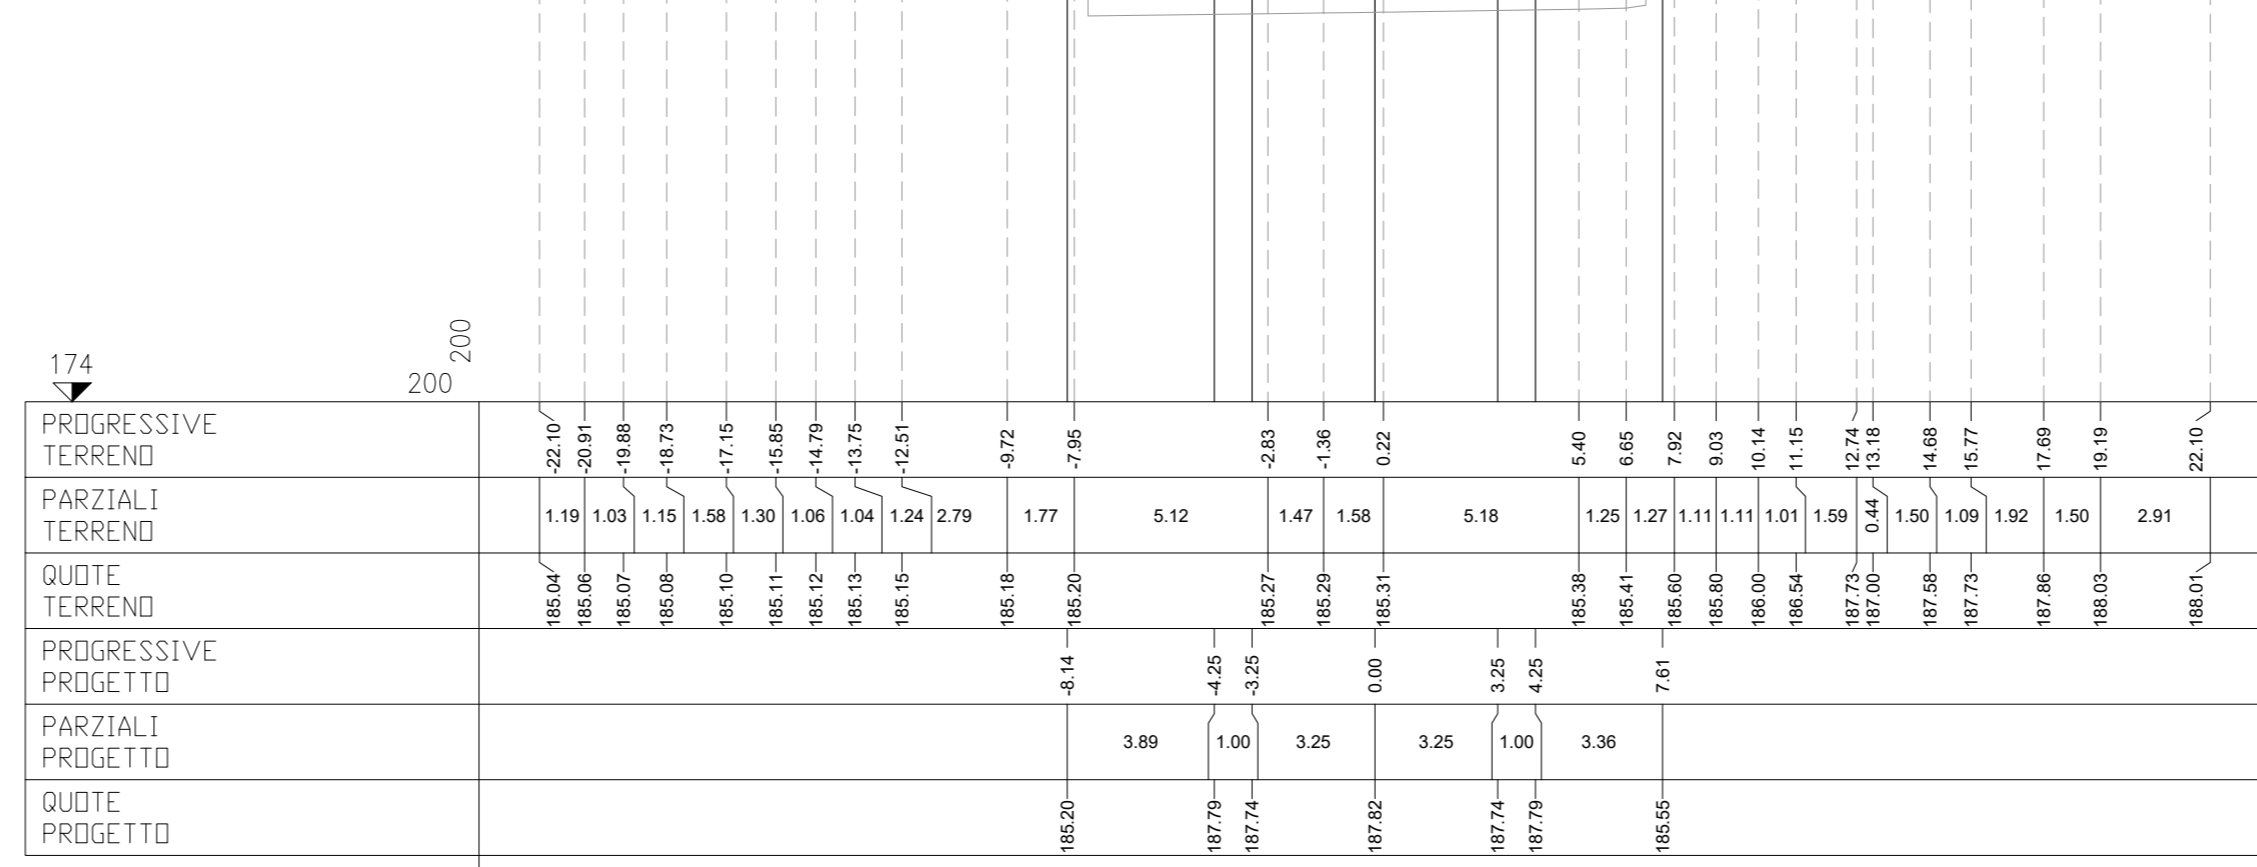 200
174
200
PROGRESSIVE
TERRENO
-22.10 -20.91 -19.88 -18.73 -17.15 -15.85 -14.79 -13.75 -12.51 -9.72 -7.95 -2.83 -1.36 0.22 5.40 6.65 7.92 9.03 10.14 11.15 12.74 13.18 14.68 15.77 17.69 19.19 22.10
PARZIALI
TERRENO
1.19 1.03 1.15 1.58 1.30 1.06 1.04 1.24 2.79 1.77 5.12 1.47 1.58 5.18 1.25 1.27 1.11 1.11 1.01 1.59 0.44 1.50 1.09 1.92 1.50 2.91
QUOTE
TERRENO
185.04 185.06 185.07 185.08 185.10 185.11 185.12 185.13 185.15 185.18 185.20 185.27 185.29 185.31 185.38 185.41 185.60 185.80 186.00 186.54 187.73 187.00 187.58 187.73 187.86 188.03 188.01
PROGRESSIVE
PROGETTO
-8.14 -4.25 -3.25 0.00 3.25 4.25 7.61
PARZIALI
PROGETTO
3.89 1.00 3.25 3.25 1.00 3.36
QUOTE
PROGETTO
185.20 187.79 187.74 187.82 187.74 187.79 185.55